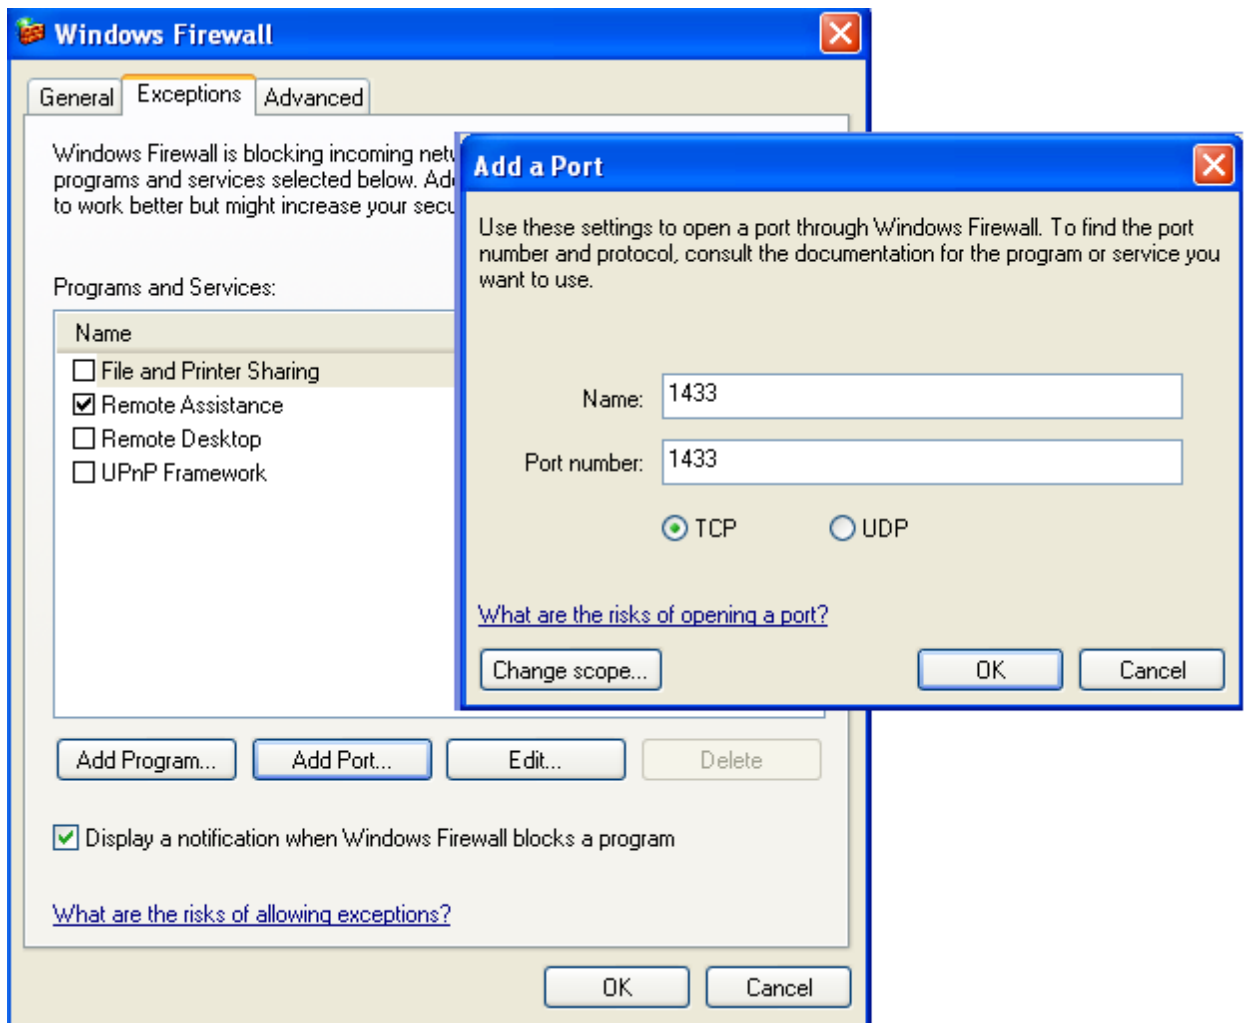 Windows Firewall
General Exceptions Advanced
Windows Firewall is blocking incoming
programs and services selected below.
to work better but might increase your
Programs and Services:
Name
File and Printer Sharing
Remote Assistance
Remote Desktop
UPnP Framework
Add Program... Add Port... Edit... Delete
Display a notification when Windows Firewall blocks a program
What are the risks of allowing exceptions?
OK Cancel
Add a Port
Use these settings to open a port through Windows Firewall. To find the port
number and protocol, consult the documentation for the program or service you
want to use.
Name: 1433
Port number: 1433
TCP UDP
What are the risks of opening a port?
Change scope... OK Cancel